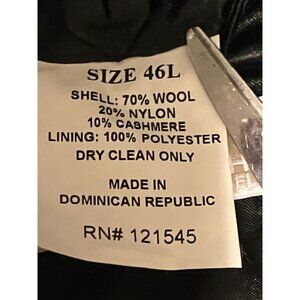 SIZE 46L
SHELL: 70% WOOL
20% NYLON
10% CASHMERE
LINING: 100% POLYESTER
DRY CLEAN ONLY
MADE IN
DOMINICAN REPUBLIC
RN# 121545